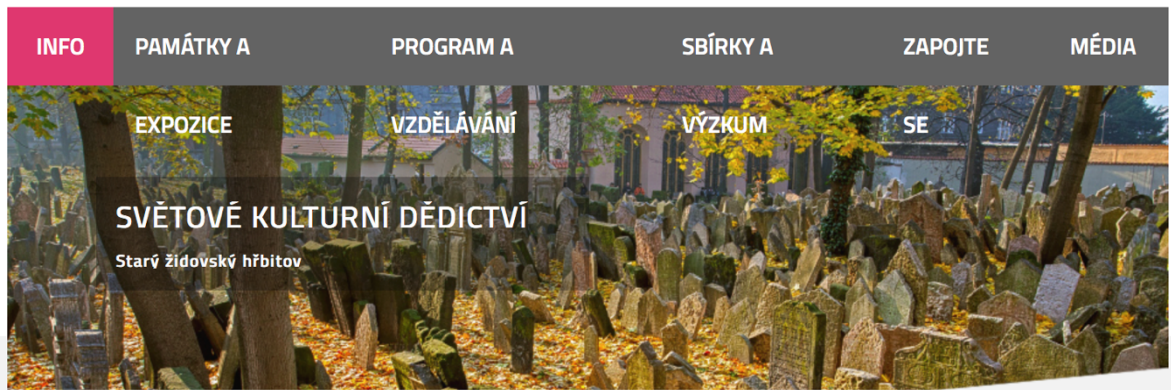 INFO PAMÁTKY A PROGRAM A SBÍRKY A ZAPOJTE MÉDIA
EXPOZICE VZDĚLÁVÁNÍ VÝZKUM SE
SVĚTOVÉ KULTURNÍ DĚDICTVÍ
Starý židovský hřbitov